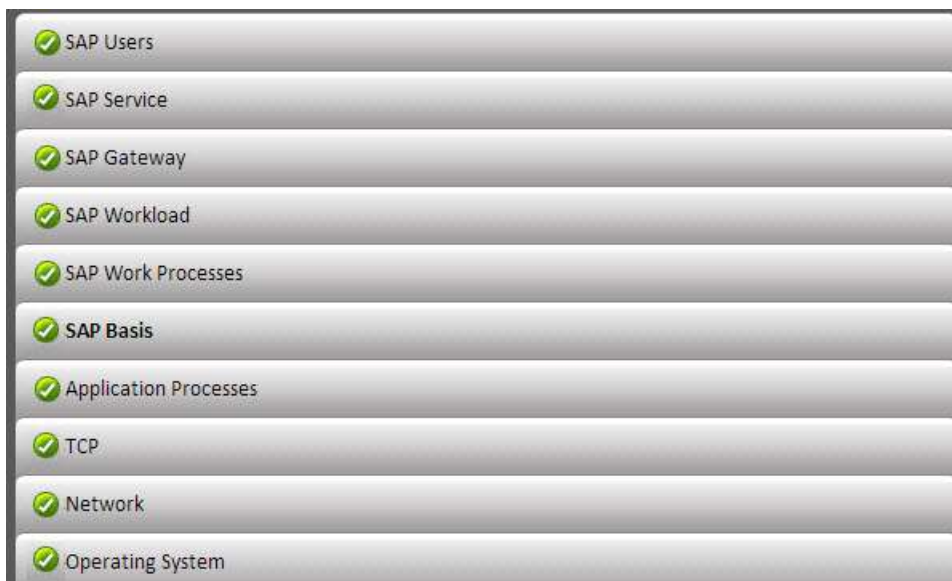 SAP Users
SAP Service
SAP Gateway
SAP Workload
SAP Work Processes
SAP Basis
Application Processes
TCP
Network
Operating System